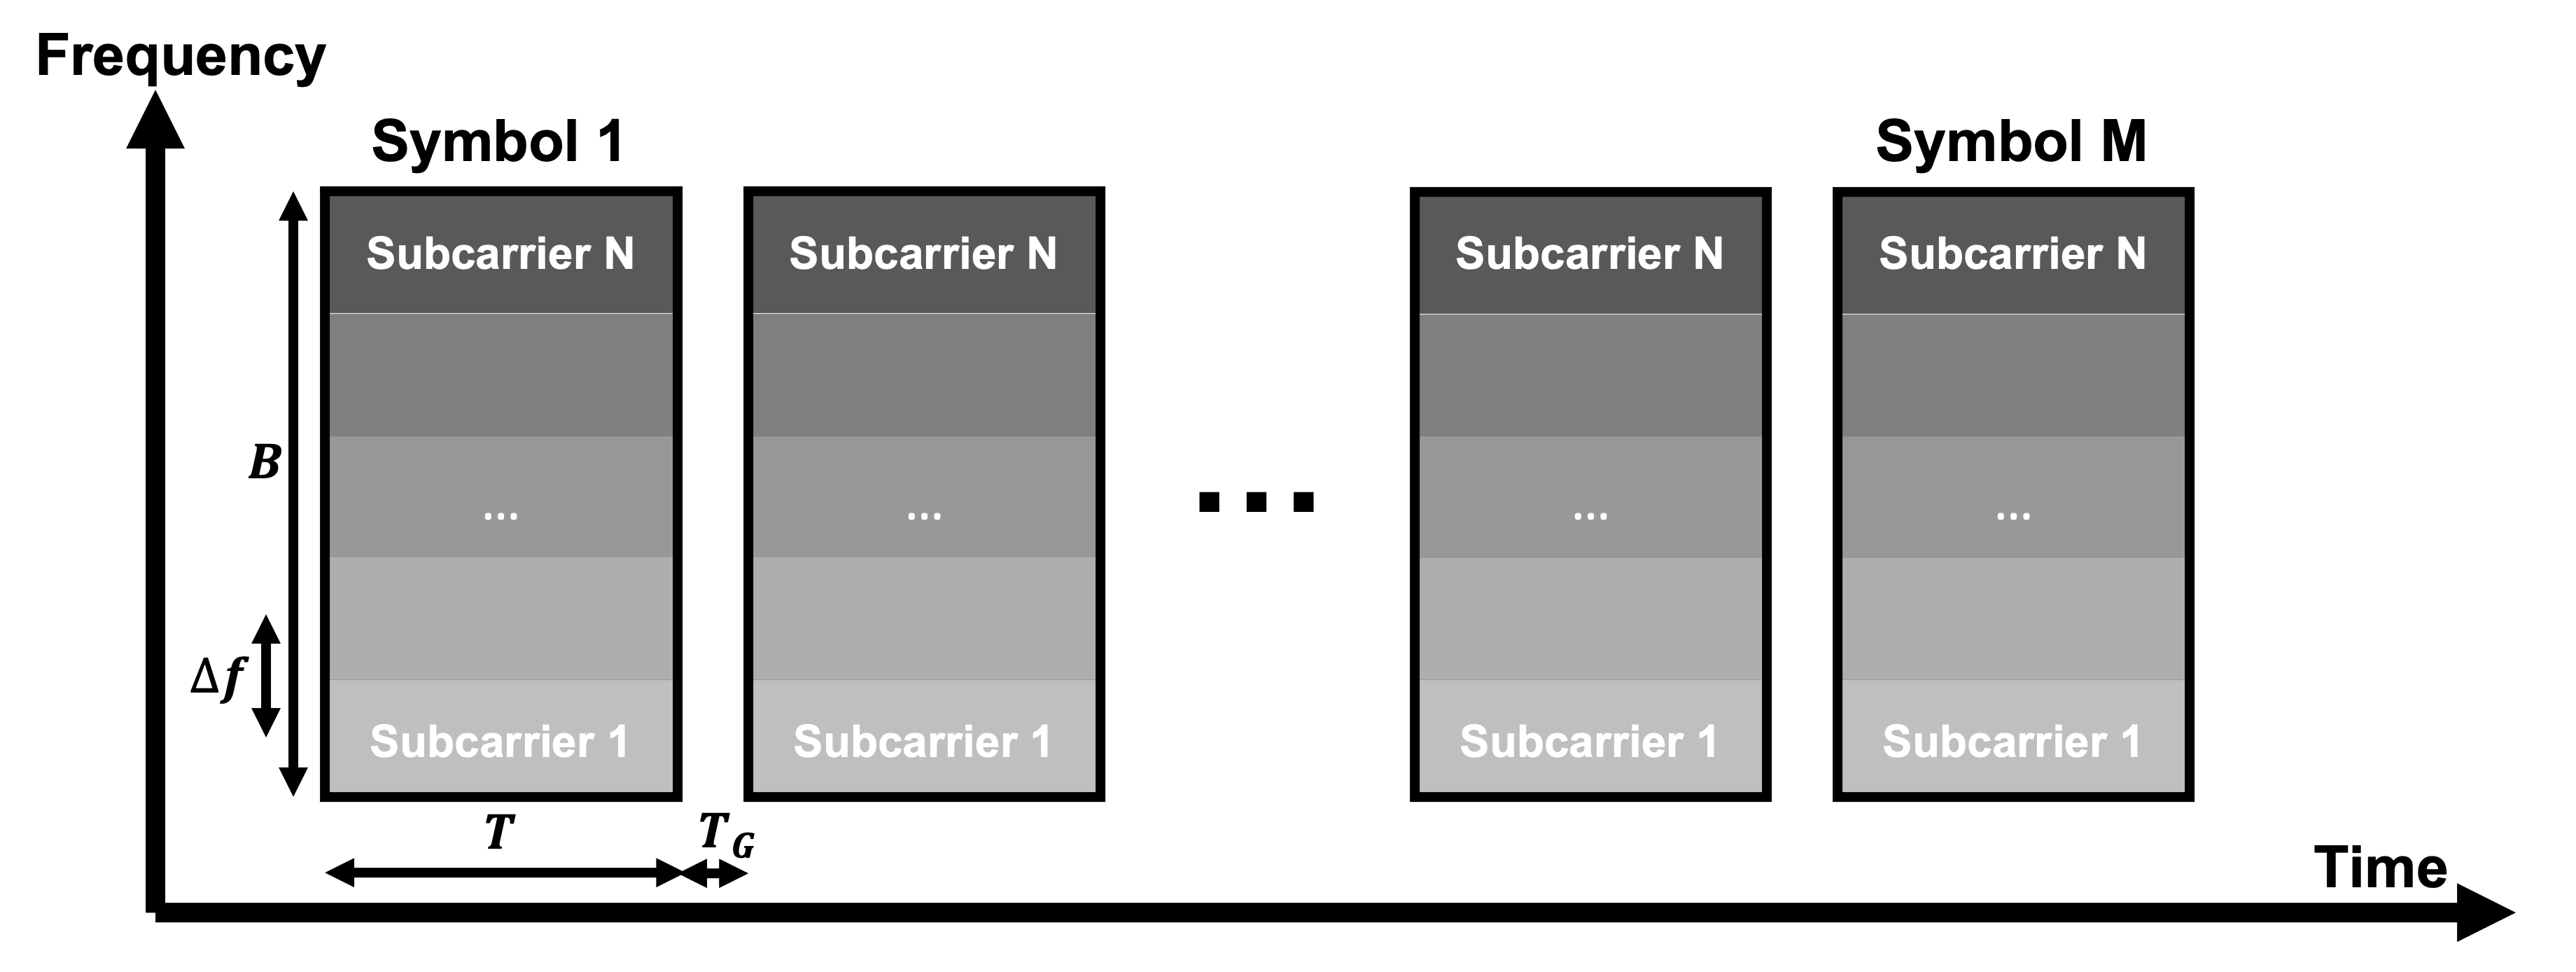 Frequency
Symbol 1
Symbol M
Subcarrier N
Subcarrier N
Subcarrier N
Subcarrier N
B
...
...
...
...
...
Δf
Subcarrier 1
Subcarrier 1
Subcarrier 1
Subcarrier 1
T
T_G
Time